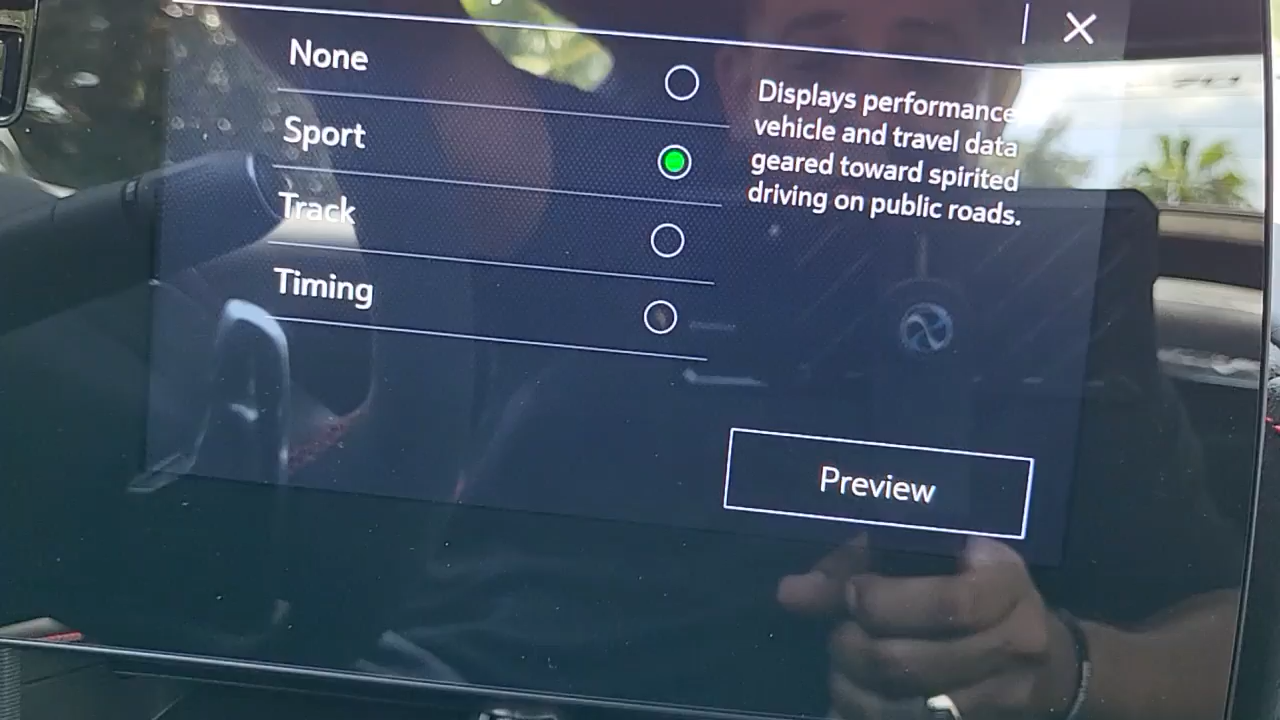 None
Sport
Track
Timing
Displays performance
vehicle and travel data
geared toward spirited
driving on public roads.
Preview